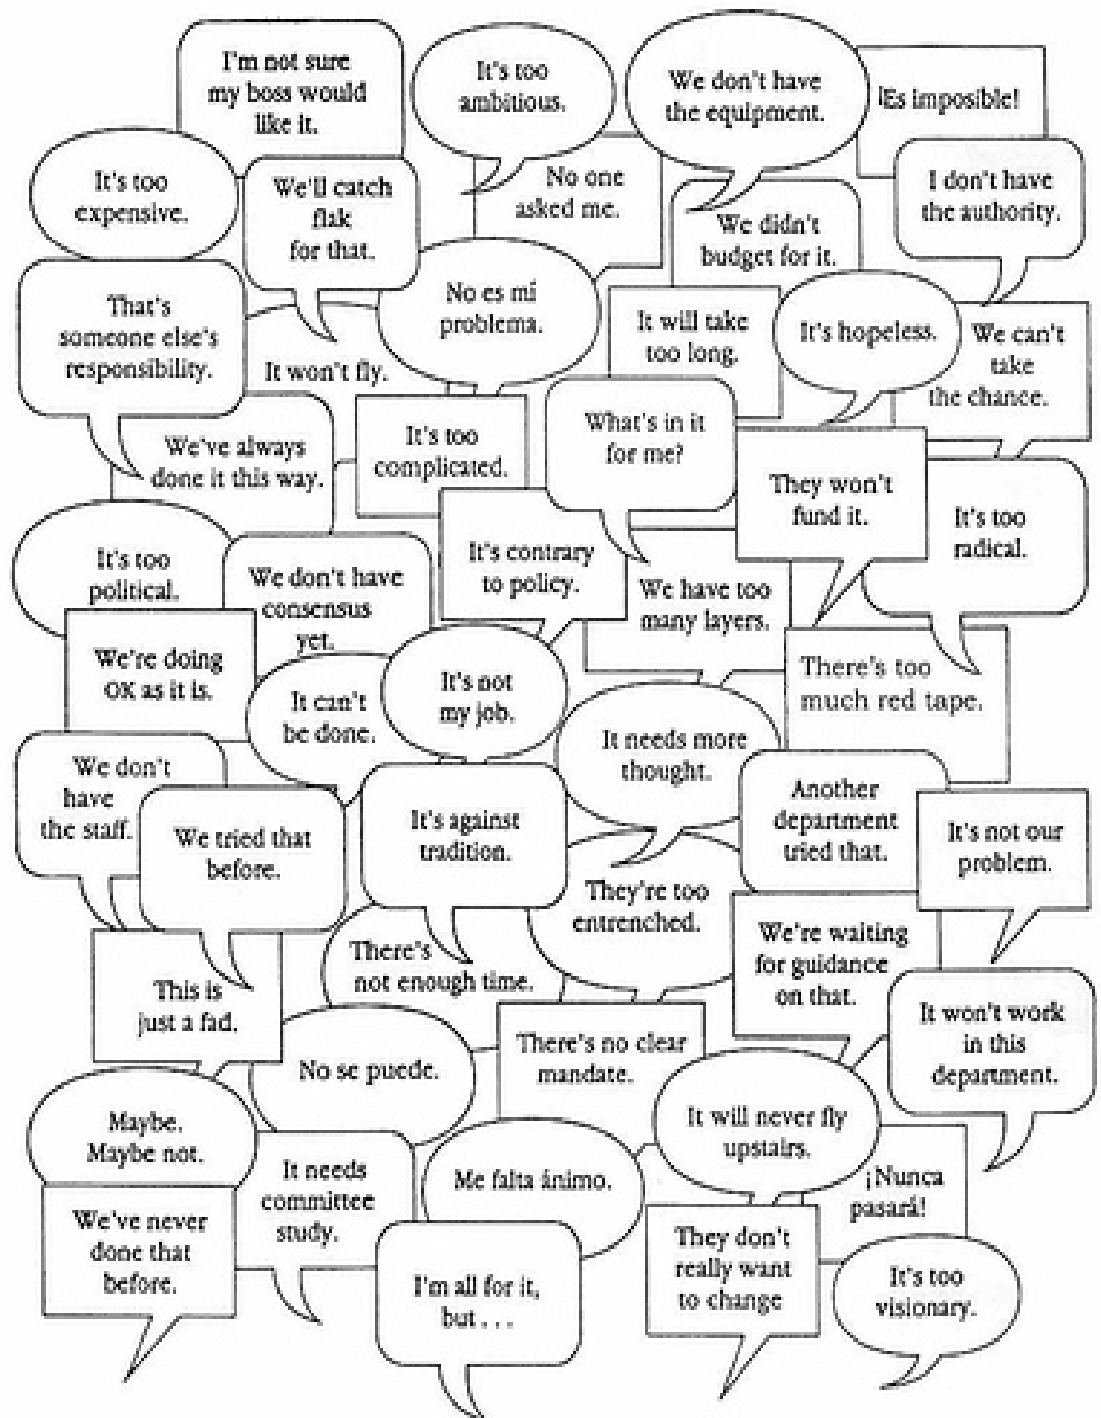 I'm not sure
my boss would
like it.
It's too
ambitious.
We don't have
the equipment.
¡Es imposible!
It's too
expensive.
We'll catch
flak
for that.
No one
asked me.
We didn't
budget for it.
I don't have
the authority.
That's
someone else's
responsibility.
It won't fly.
No es mi
problema.
It will take
too long.
It's hopeless.
We can't
take
the chance.
We've always
done it this way.
It's too
complicated.
What's in it
for me?
They won't
fund it.
It's too
radical.
It's too
political.
We don't have
consensus
yet.
It's contrary
to policy.
We have too
many layers.
We're doing
OK as it is.
It can't
be done.
It's not
my job.
There's too
much red tape.
It needs more
thought.
We don't
have
the staff.
We tried that
before.
It's against
tradition.
Another
department
tried that.
It's not our
problem.
They're too
entrenched.
There's
not enough time.
We're waiting
for guidance
on that.
This is
just a fad.
No se puede.
There's no clear
mandate.
It won't work
in this
department.
Maybe.
Maybe not.
It needs
committee
study.
Me falta ánimo.
It will never fly
upstairs.
¡Nunca
pasará!
We've never
done that
before.
I'm all for it,
but . . .
They don't
really want
to change
It's too
visionary.